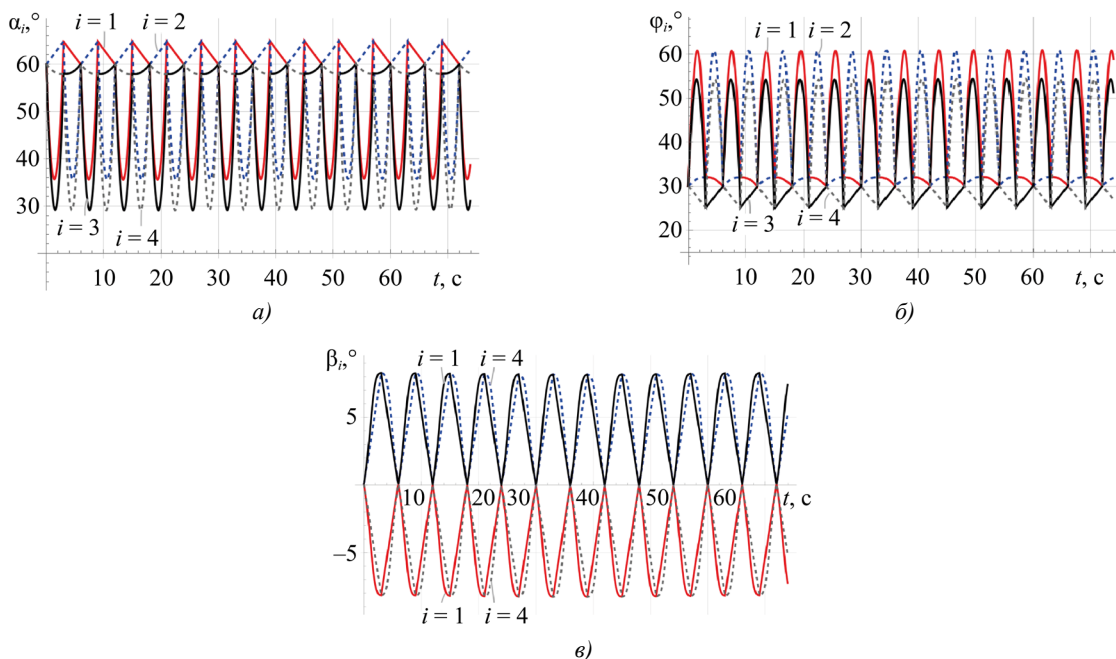 αᵢ,° i = 1 i = 2
60
50
40
30
i = 3 i = 4
10 20 30 40 50 60 t, с
а)
φᵢ,° i = 1 i = 2
60
50
40
30
20
i = 3 i = 4
10 20 30 40 50 60 t, с
б)
βᵢ,° i = 1 i = 4
5
10 20 30 40 50 60 t, с
–5
i = 1 i = 4
в)